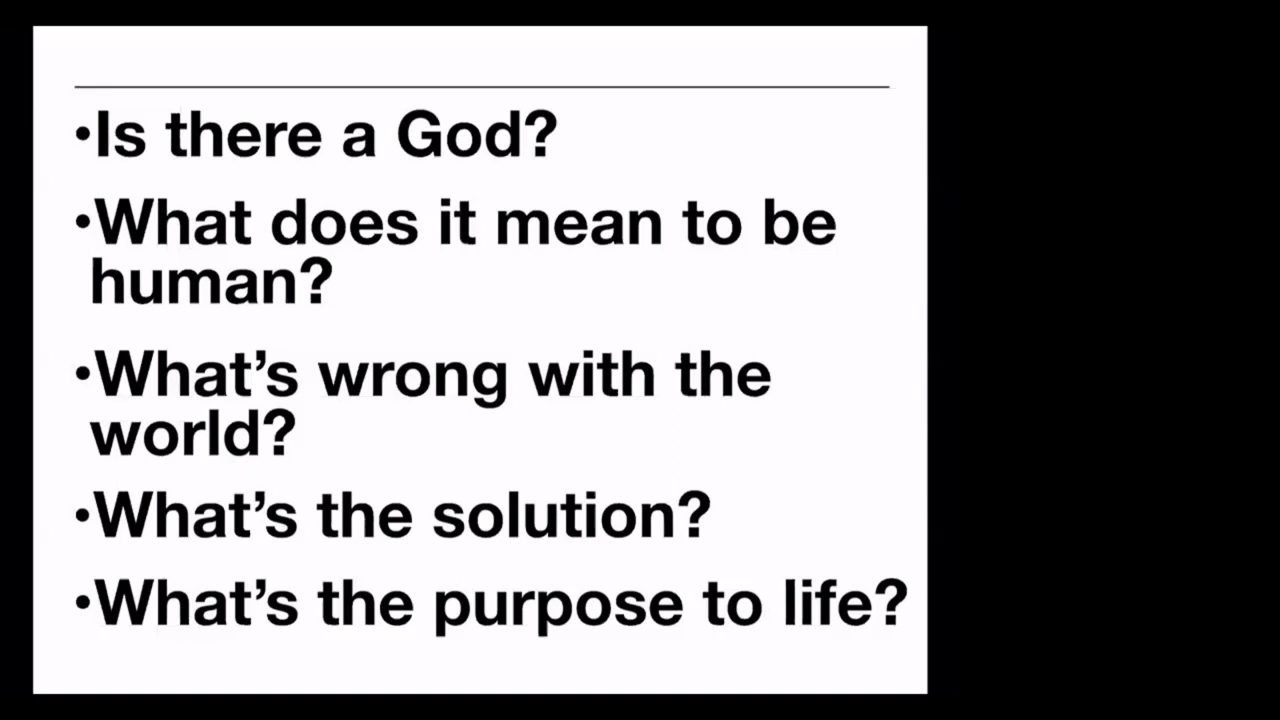 •Is there a God?
•What does it mean to be
human?
•What’s wrong with the
world?
•What’s the solution?
•What’s the purpose to life?